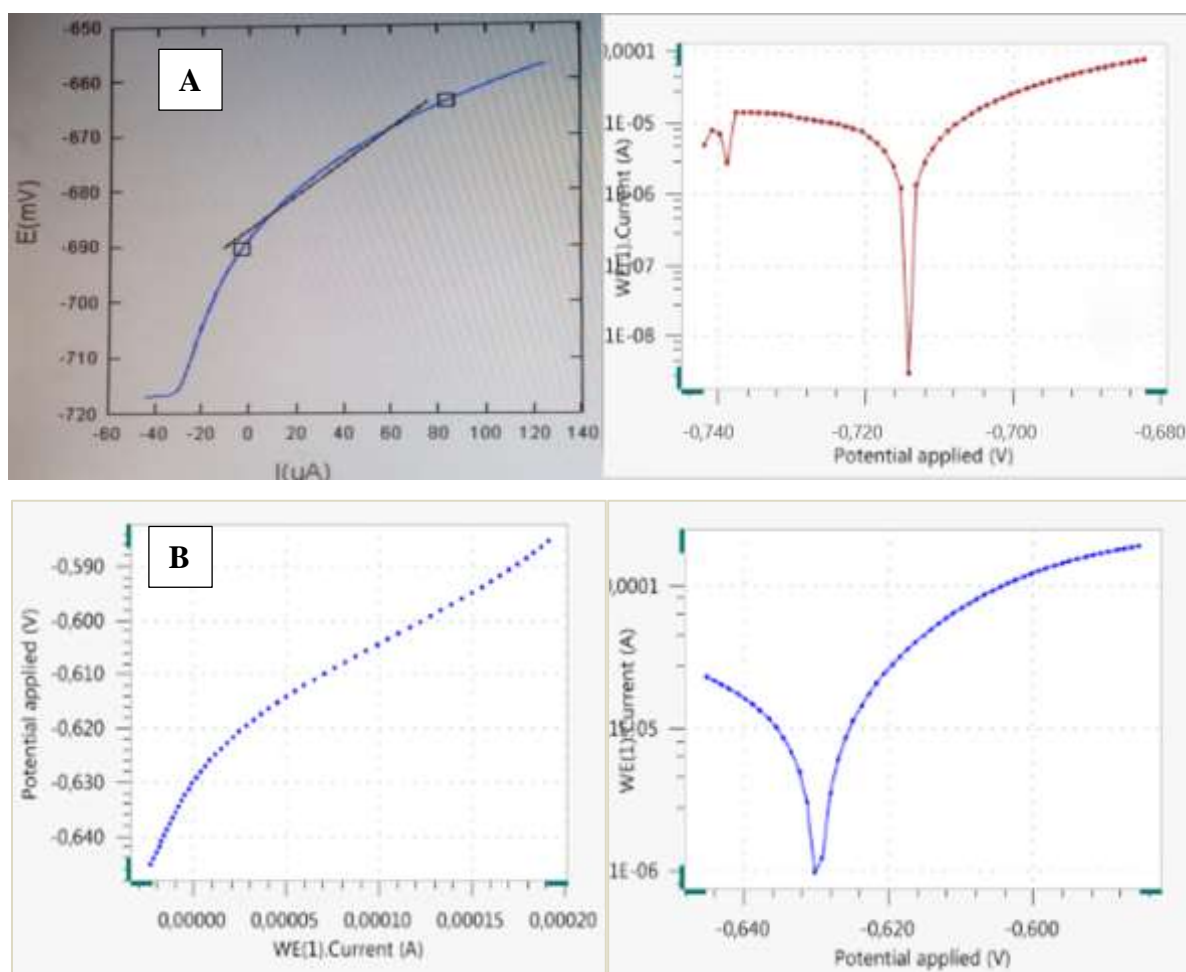 A
-650
-660
-670
-680
-690
-700
-710
-720
E(mV)
-60 -40 -20 0 20 40 60 80 100 120 140
I(uA)
0,0001
1E-05
1E-06
1E-07
1E-08
WE(1).Current (A)
-0,740 -0,720 -0,700 -0,680
Potential applied (V)
B
-0,590
-0,600
-0,610
-0,620
-0,630
-0,640
Potential applied (V)
0,00000 0,00005 0,00010 0,00015 0,00020
WE(1).Current (A)
0,0001
1E-05
1E-06
WE(1).Current (A)
-0,640 -0,620 -0,600
Potential applied (V)